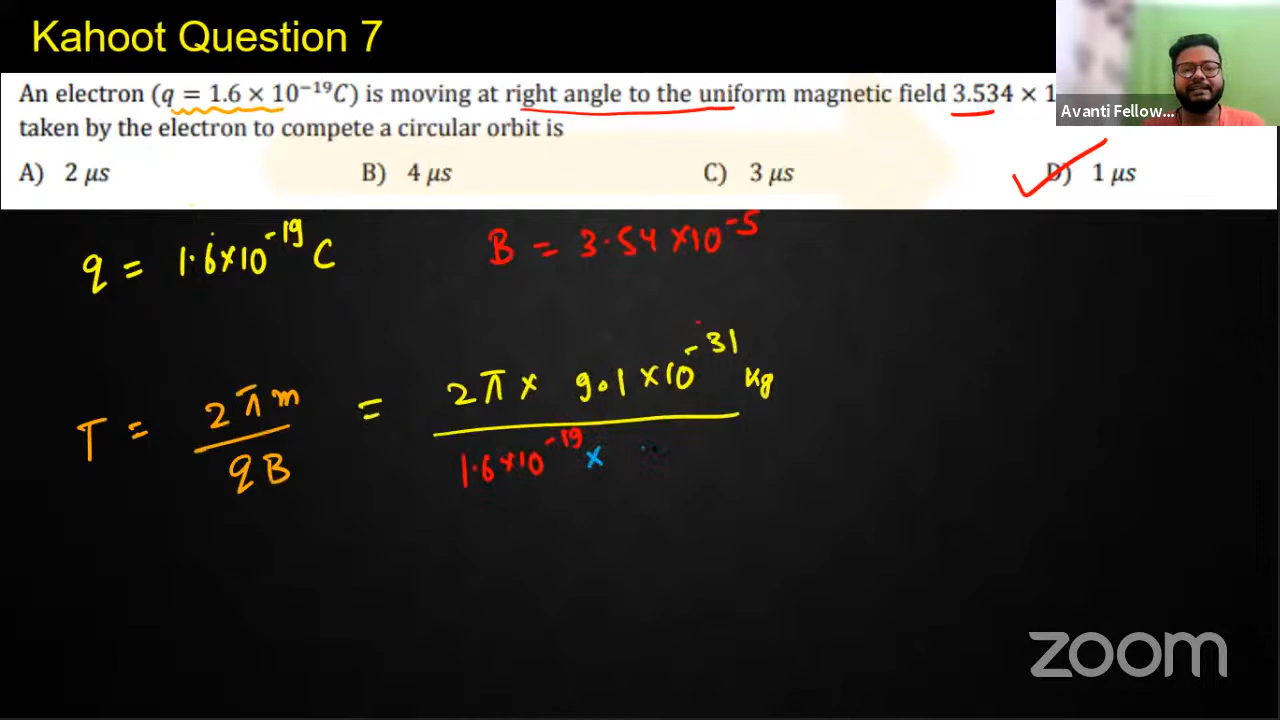 Kahoot Question 7
An electron (q = 1.6 × 10⁻¹⁹C) is moving at right angle to the uniform magnetic field 3.534 × 1
taken by the electron to compete a circular orbit is
A) 2 μs B) 4 μs C) 3 μs D) 1 μs
Avanti Fellow...
q = 1.6×10⁻¹⁹ C B = 3.54×10⁻⁵
T = 2πm / qB = 2π× 9.1×10⁻³¹ kg / 1.6×10⁻¹⁹ ×
zoom